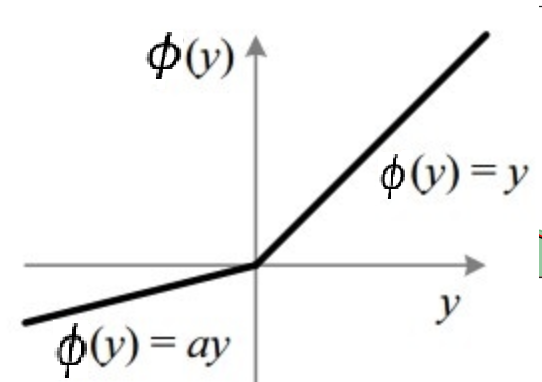 ϕ(y)
ϕ(y) = y
y
ϕ(y) = ay